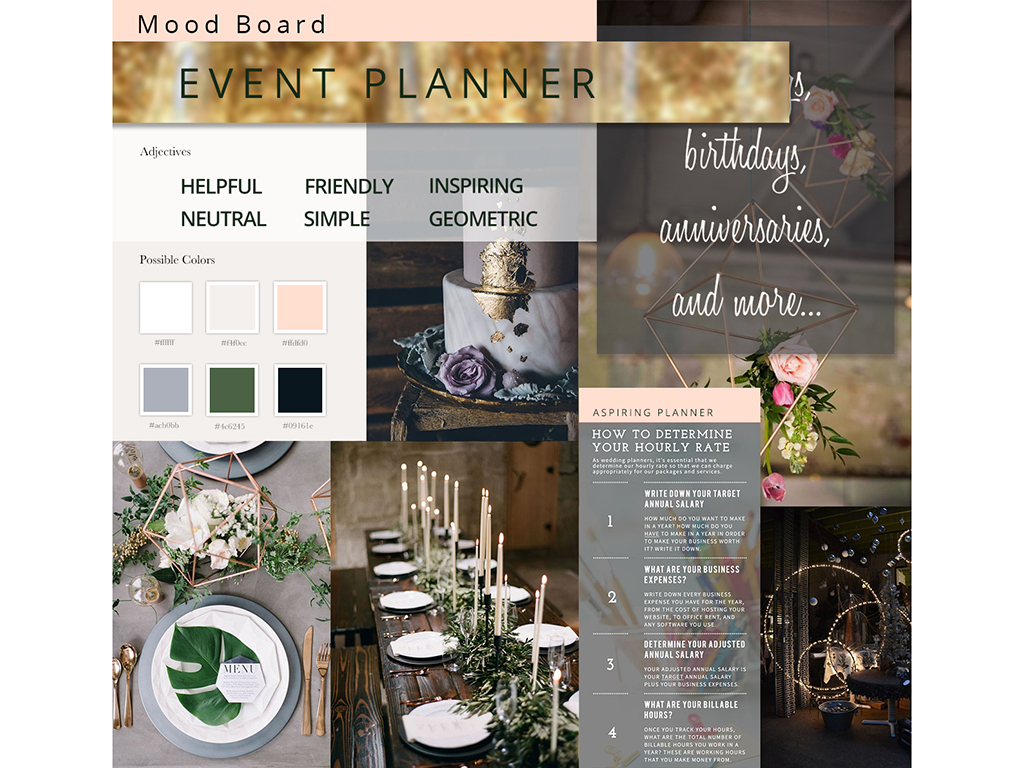 Mood Board
EVENT PLANNER
Adjectives
HELPFUL FRIENDLY INSPIRING
NEUTRAL SIMPLE GEOMETRIC
Possible Colors
#ffffff #f4f0ec #ffdfd0
#acb0bb #4c6245 #09161e
birthdays,
anniversaries,
and more...
MENU
ASPIRING PLANNER
HOW TO DETERMINE
YOUR HOURLY RATE
As wedding planners, it's essential that we
determine our hourly rate so that we can charge
appropriately for our packages and services.
1
WRITE DOWN YOUR TARGET
ANNUAL SALARY
HOW MUCH DO YOU WANT TO MAKE
IN A YEAR? HOW MUCH DO YOU
HAVE TO MAKE IN A YEAR IN ORDER
TO MAKE YOUR BUSINESS WORTH
IT? WRITE IT DOWN.
2
WHAT ARE YOUR BUSINESS
EXPENSES?
WRITE DOWN EVERY BUSINESS
EXPENSE YOU HAVE FOR THE YEAR,
FROM THE COST OF HOSTING YOUR
WEBSITE, TO OFFICE RENT, AND
ANY SOFTWARE YOU USE.
3
DETERMINE YOUR ADJUSTED
ANNUAL SALARY
YOUR ADJUSTED ANNUAL SALARY IS
YOUR TARGET ANNUAL SALARY
PLUS YOUR BUSINESS EXPENSES.
4
WHAT ARE YOUR BILLABLE
HOURS?
ONCE YOU TRACK YOUR HOURS,
WHAT ARE THE TOTAL NUMBER OF
BILLABLE HOURS YOU WORK IN A
YEAR? THESE ARE WORKING HOURS
THAT YOU MAKE MONEY FROM.